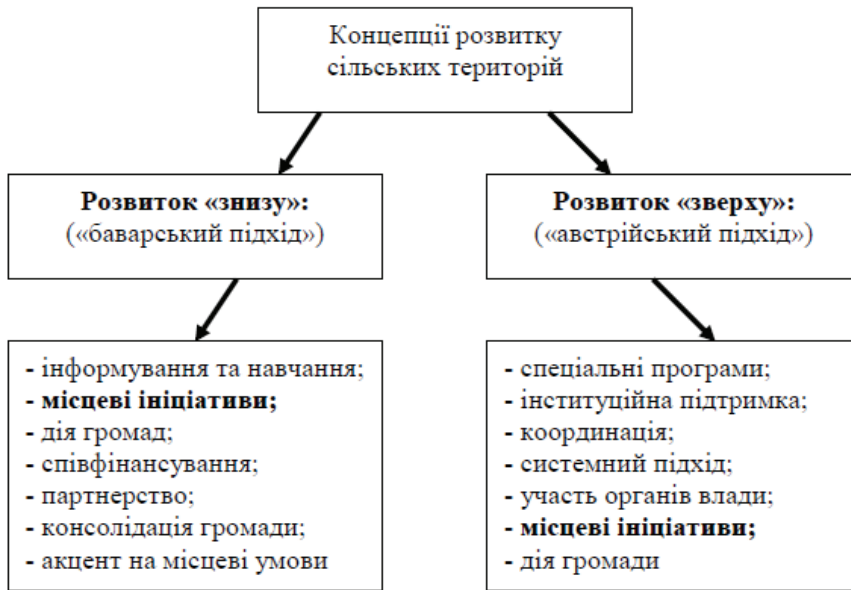 Концепції розвитку
сільських територій
Розвиток «знизу»:
(«баварський підхід»)
Розвиток «зверху»:
(«австрійський підхід»)
- інформування та навчання;
- місцеві ініціативи;
- дія громад;
- співфінансування;
- партнерство;
- консолідація громади;
- акцент на місцеві умови
- спеціальні програми;
- інституційна підтримка;
- координація;
- системний підхід;
- участь органів влади;
- місцеві ініціативи;
- дія громади